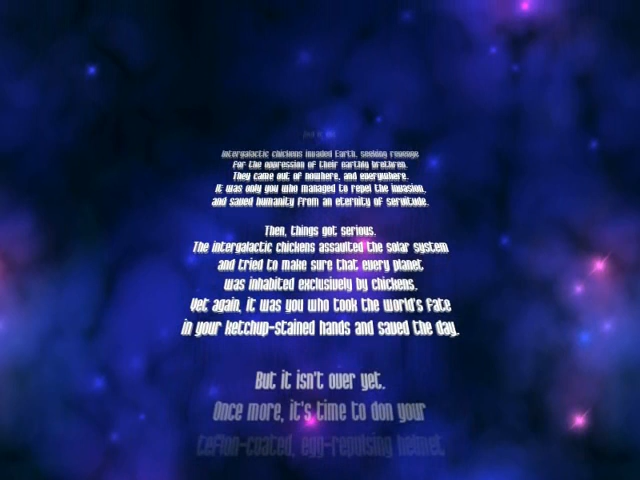 Intergalactic chickens invaded Earth, seeking revenge
For the oppression of their earthly brethren.
They came out of nowhere, and everywhere.
It was only you who managed to repel the invasion,
and saved humanity from an eternity of servitude.
Then, things got serious.
The intergalactic chickens assaulted the solar system
and tried to make sure that every planet
was inhabited exclusively by chickens.
Yet again, it was you who took the world's fate
in your ketchup-stained hands and saved the day.
But it isn't over yet.
Once more, it's time to don your
teflon-coated, egg-repulsing helmet,